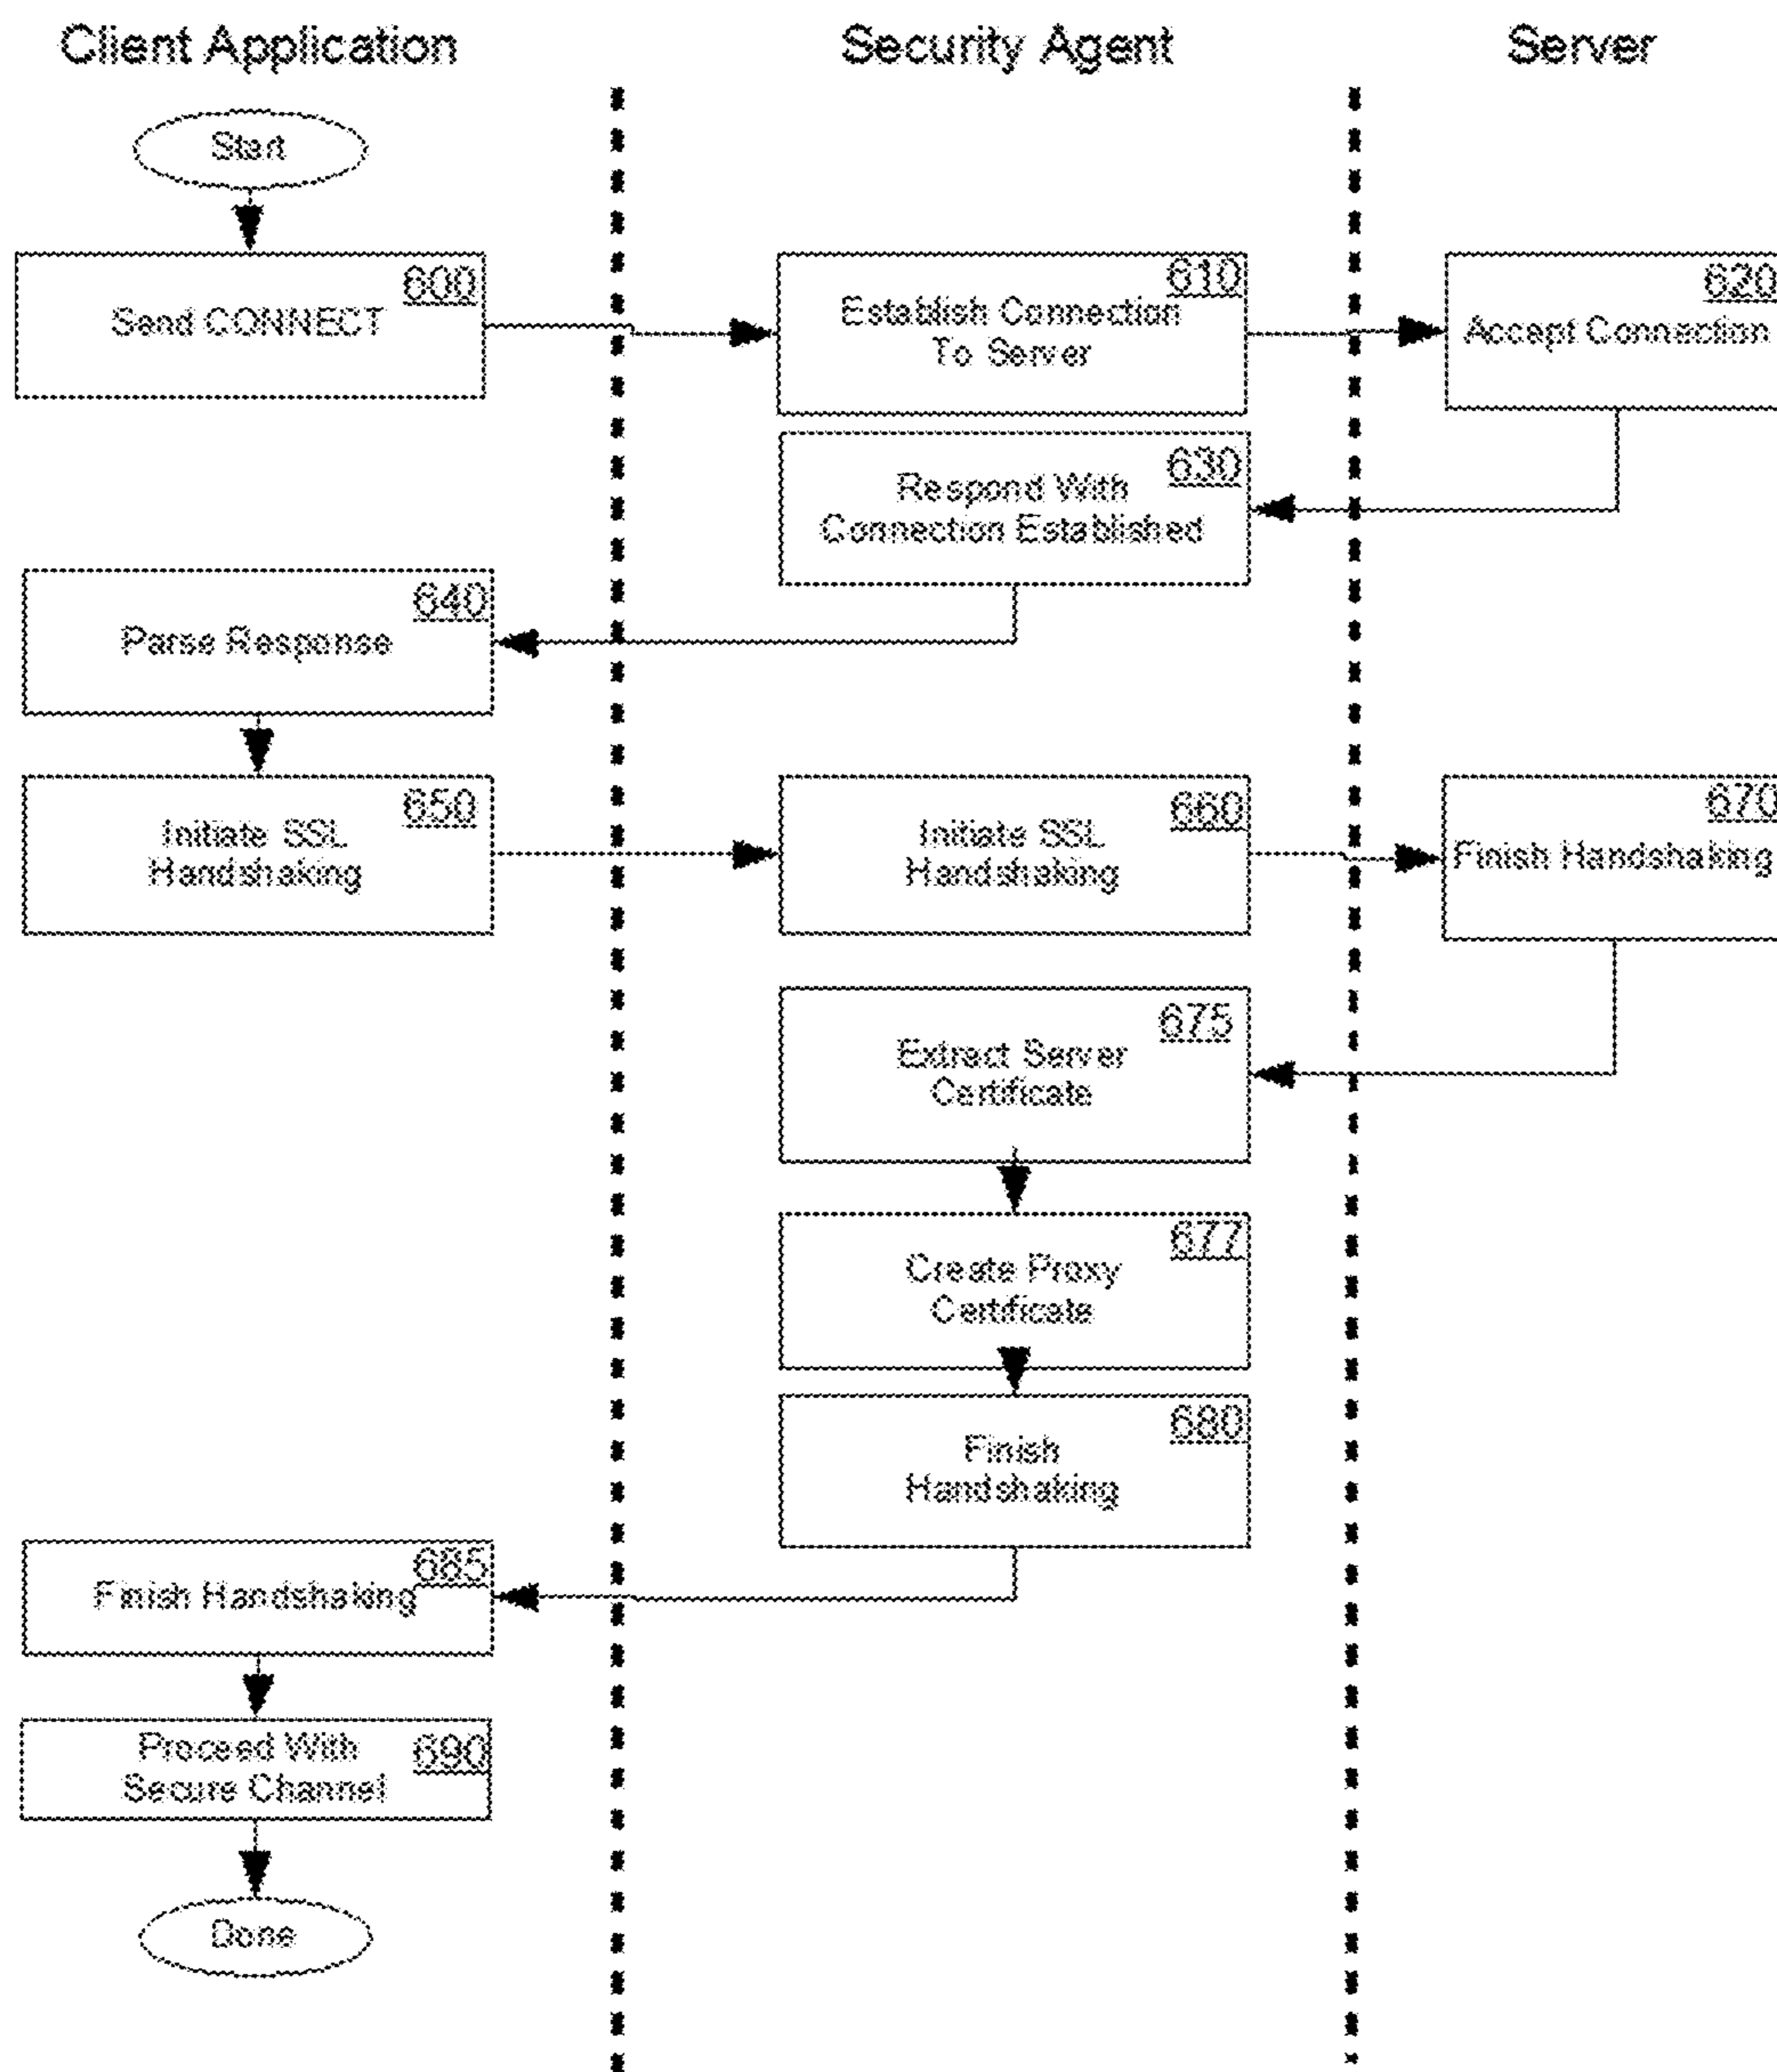 Client Application
Security Agent
Server
Start
600
Send CONNECT
610
Establish Connection
To Server
620
Accept Connection
630
Respond With
Connection Established
640
Parse Response
650
Initiate SSL
Handshaking
660
Initiate SSL
Handshaking
670
Finish Handshaking
675
Extract Server
Certificate
677
Create Proxy
Certificate
680
Finish
Handshaking
685
Finish Handshaking
690
Proceed With
Secure Channel
Done